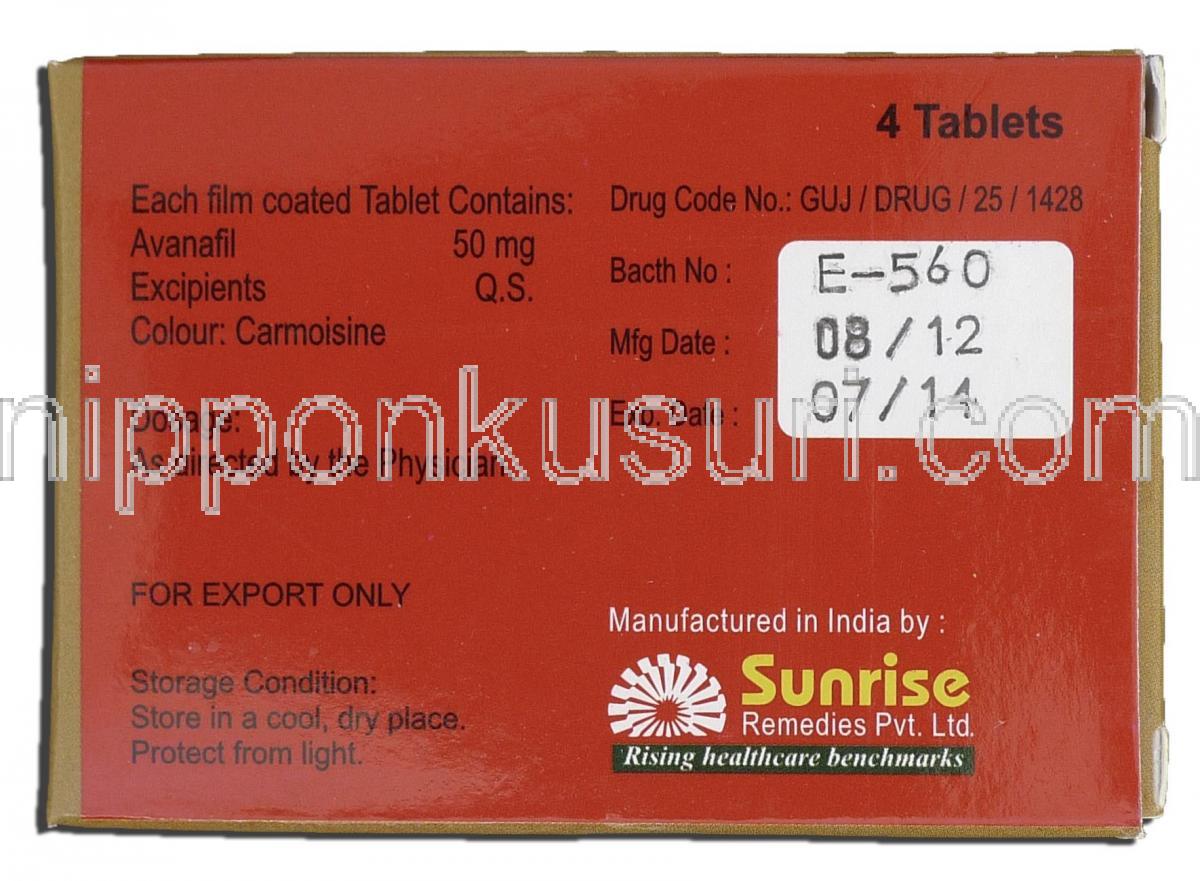 4 Tablets
Each film coated Tablet Contains:
Avanafil 50 mg
Excipients Q.S.
Colour: Carmoisine
Dosage:
As directed by the Physician
FOR EXPORT ONLY
Storage Condition:
Store in a cool, dry place.
Protect from light.
Drug Code No.: GUJ / DRUG / 25 / 1428
Bacth No : E-560
Mfg Date : 08/12
Exp. Date : 07/14
Manufactured in India by :
Sunrise
Remedies Pvt. Ltd.
Rising healthcare benchmarks
nipponkusuri.com